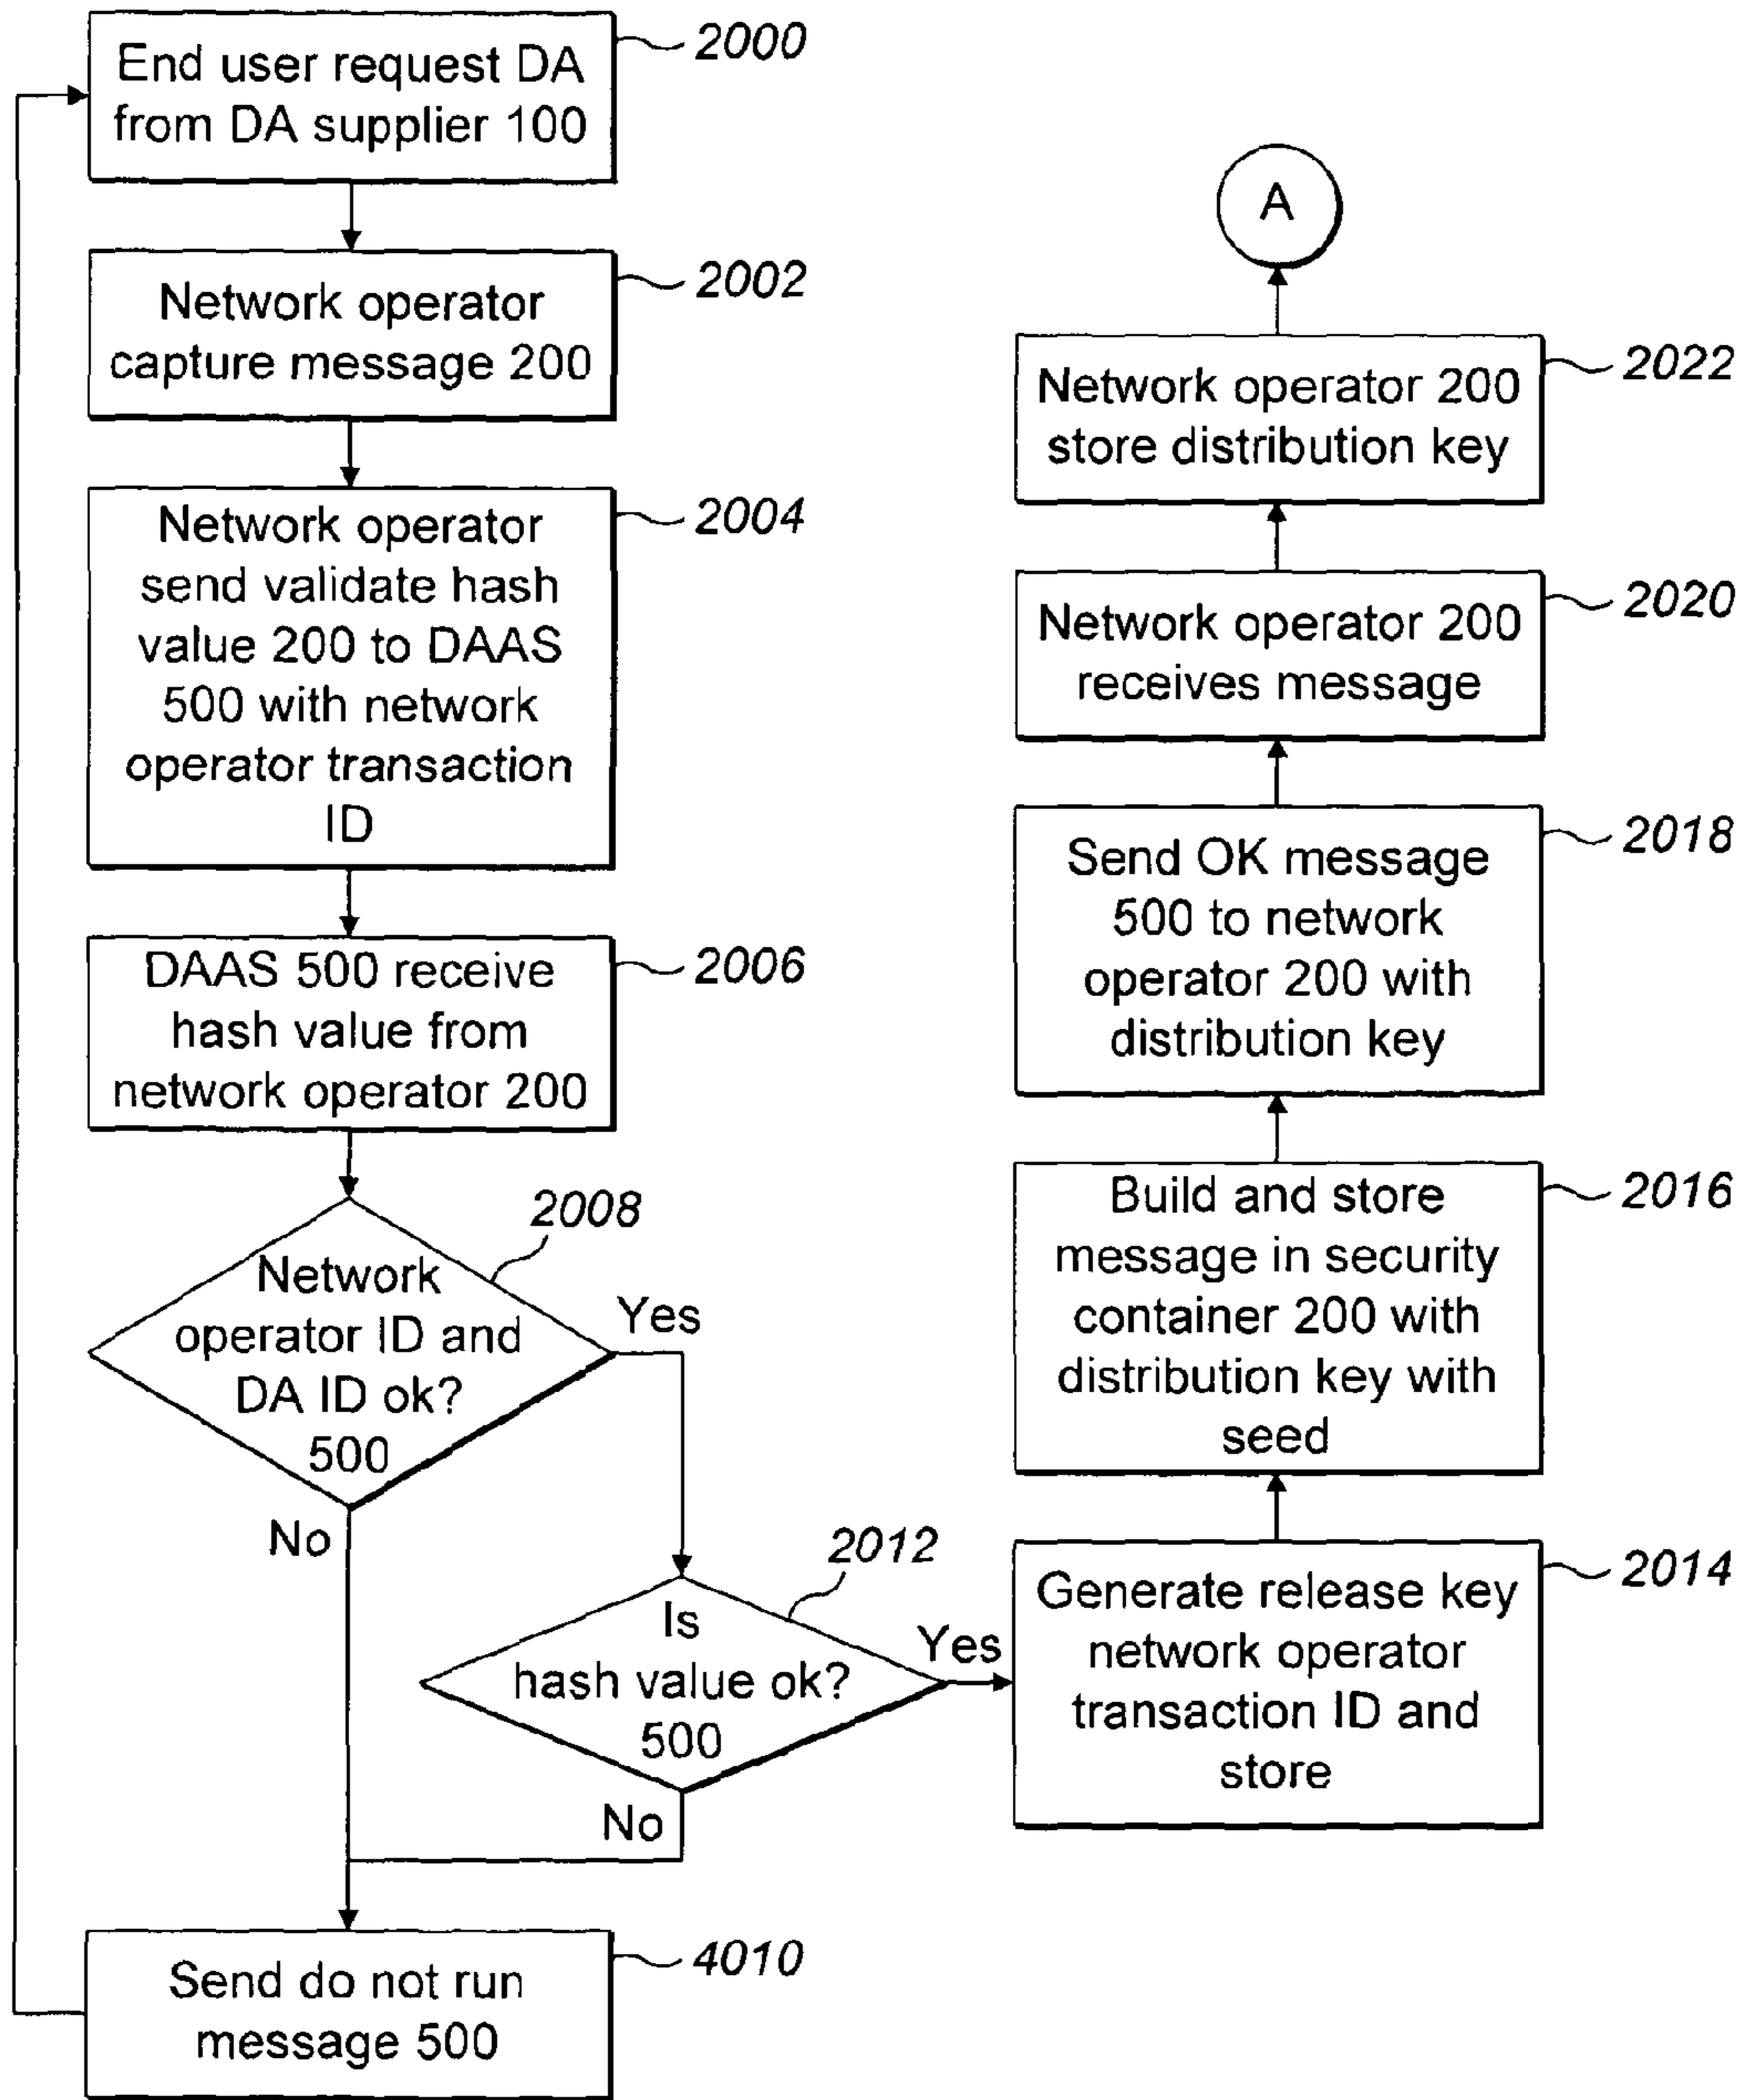 End user request DA
from DA supplier 100
2000
Network operator
capture message 200
2002
Network operator
send validate hash
value 200 to DAAS
500 with network
operator transaction
ID
2004
DAAS 500 receive
hash value from
network operator 200
2006
Network
operator ID and
DA ID ok?
500
2008
Yes
No
Is
hash value ok?
500
2012
Yes
No
Send do not run
message 500
4010
A
Network operator 200
store distribution key
2022
Network operator 200
receives message
2020
Send OK message
500 to network
operator 200 with
distribution key
2018
Build and store
message in security
container 200 with
distribution key with
seed
2016
Generate release key
network operator
transaction ID and
store
2014